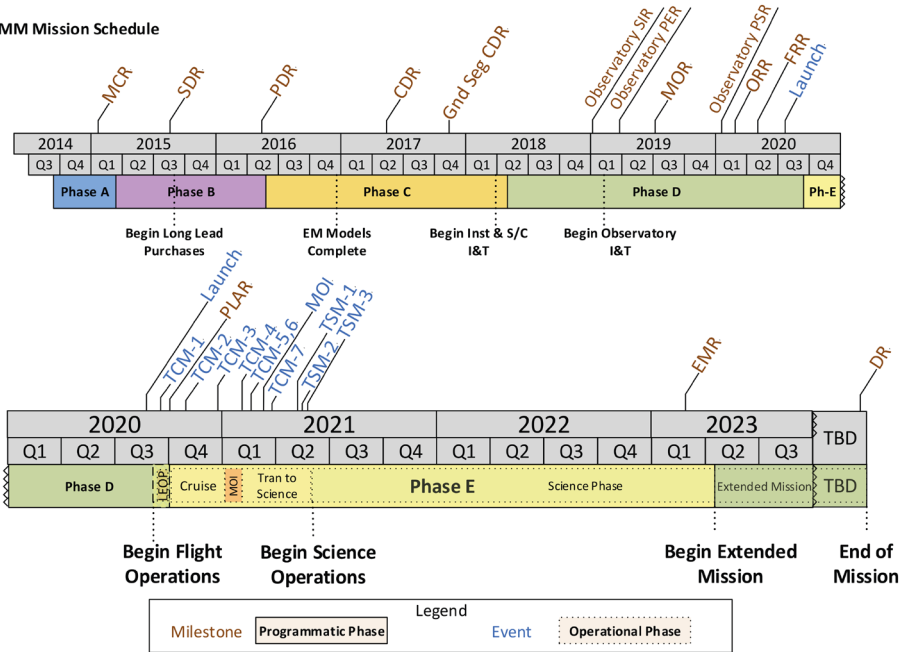 MM Mission Schedule
MCR
SDR
PDR
CDR
Gnd Seg CDR
Observatory SIR
Observatory PER
MOR
Observatory PSR
ORR
FRR
Launch
2014 2015 2016 2017 2018 2019 2020
Q3 Q4 Q1 Q2 Q3 Q4 Q1 Q2 Q3 Q4 Q1 Q2 Q3 Q4 Q1 Q2 Q3 Q4 Q1 Q2 Q3 Q4 Q1 Q2 Q3 Q4
Phase A Phase B Phase C Phase D Ph-E
Begin Long Lead
Purchases
EM Models
Complete
Begin Inst & S/C
I&T
Begin Observatory
I&T
Launch
TCM-1
PLAR
TCM-2
TCM-3
TCM-4
TCM-5,6
MOI
TCM-7
TSM-1
TSM-2
TSM-3
EMR
DR
2020 2021 2022 2023 TBD
Q1 Q2 Q3 Q4 Q1 Q2 Q3 Q4 Q1 Q2 Q3 Q4 Q1 Q2 Q3
Phase D
LEOP
Cruise
MOI
Tran to
Science
Phase E
Science Phase
Extended Mission
TBD
Begin Flight
Operations
Begin Science
Operations
Begin Extended
Mission
End of
Mission
Legend
Milestone Programmatic Phase Event Operational Phase